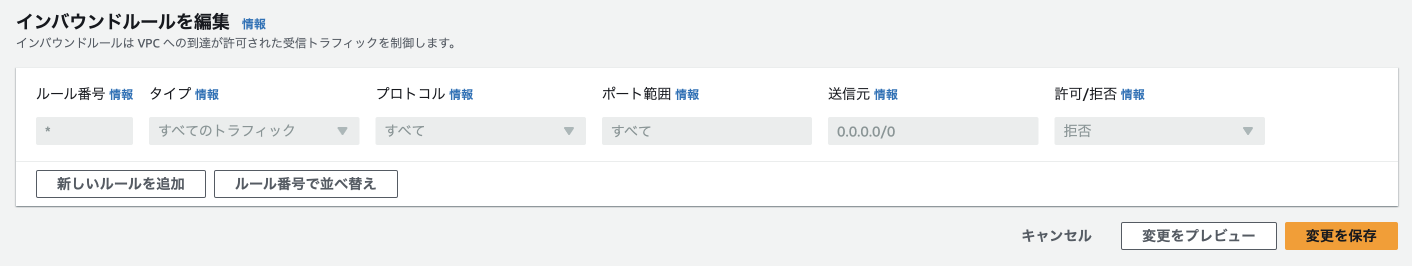 インバウンドルールを編集 情報
インバウンドルールは VPC への到達が許可された受信トラフィックを制御します。
ルール番号 情報 タイプ 情報 プロトコル 情報 ポート範囲 情報 送信元 情報 許可/拒否 情報
* すべてのトラフィック すべて すべて 0.0.0.0/0 拒否
新しいルールを追加 ルール番号で並べ替え
キャンセル 変更をプレビュー 変更を保存